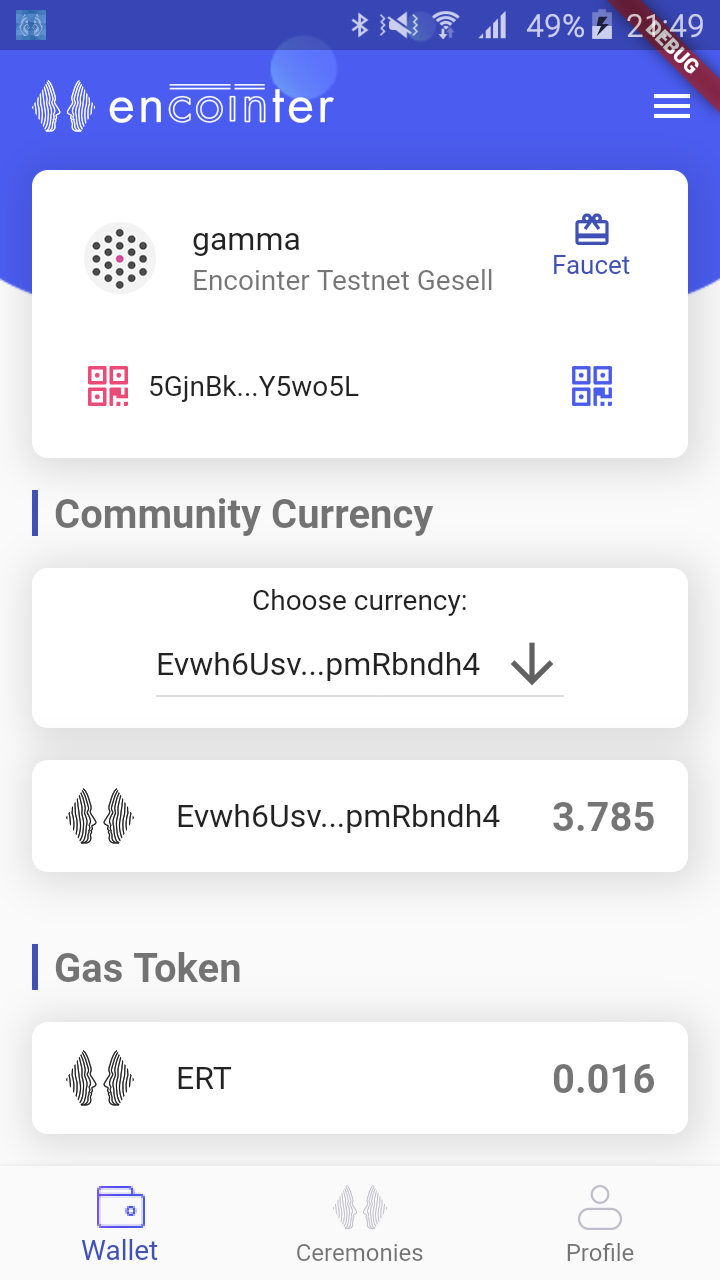 49% 21:49
DEBUG
encointer
gamma
Encointer Testnet Gesell
Faucet
5GjnBk...Y5wo5L
Community Currency
Choose currency:
Evwh6Usv...pmRbndh4
Evwh6Usv...pmRbndh4 3.785
Gas Token
ERT 0.016
Wallet Ceremonies Profile